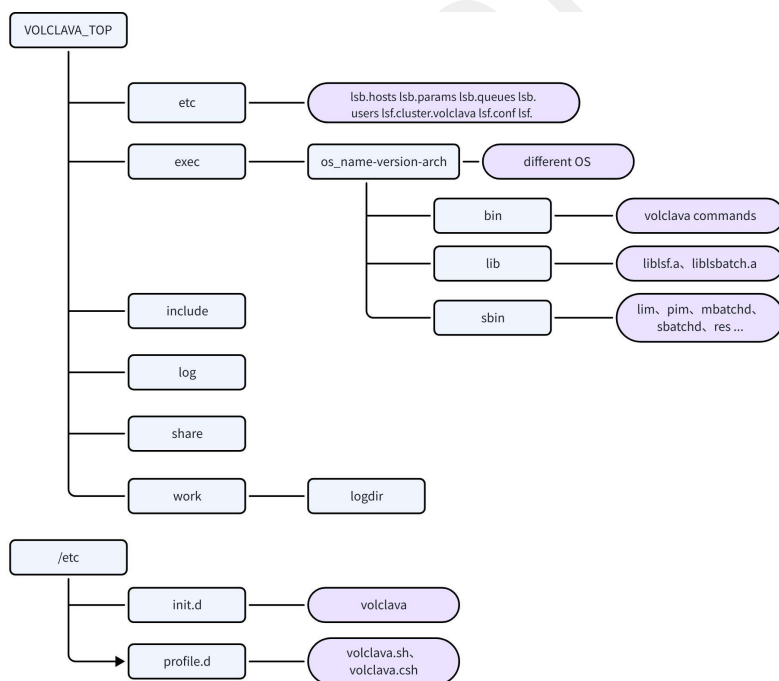 VOLCLAVA_TOP
etc
lsb.hosts lsb.params lsb.queues lsb.
users lsf.cluster.volclava lsf.conf lsf.
exec
os_name-version-arch
different OS
bin
volclava commands
lib
liblsf.a、liblsbatch.a
sbin
lim、pim、mbatchd、
sbatchd、res ...
include
log
share
work
logdir
/etc
init.d
volclava
profile.d
volclava.sh、
volclava.csh